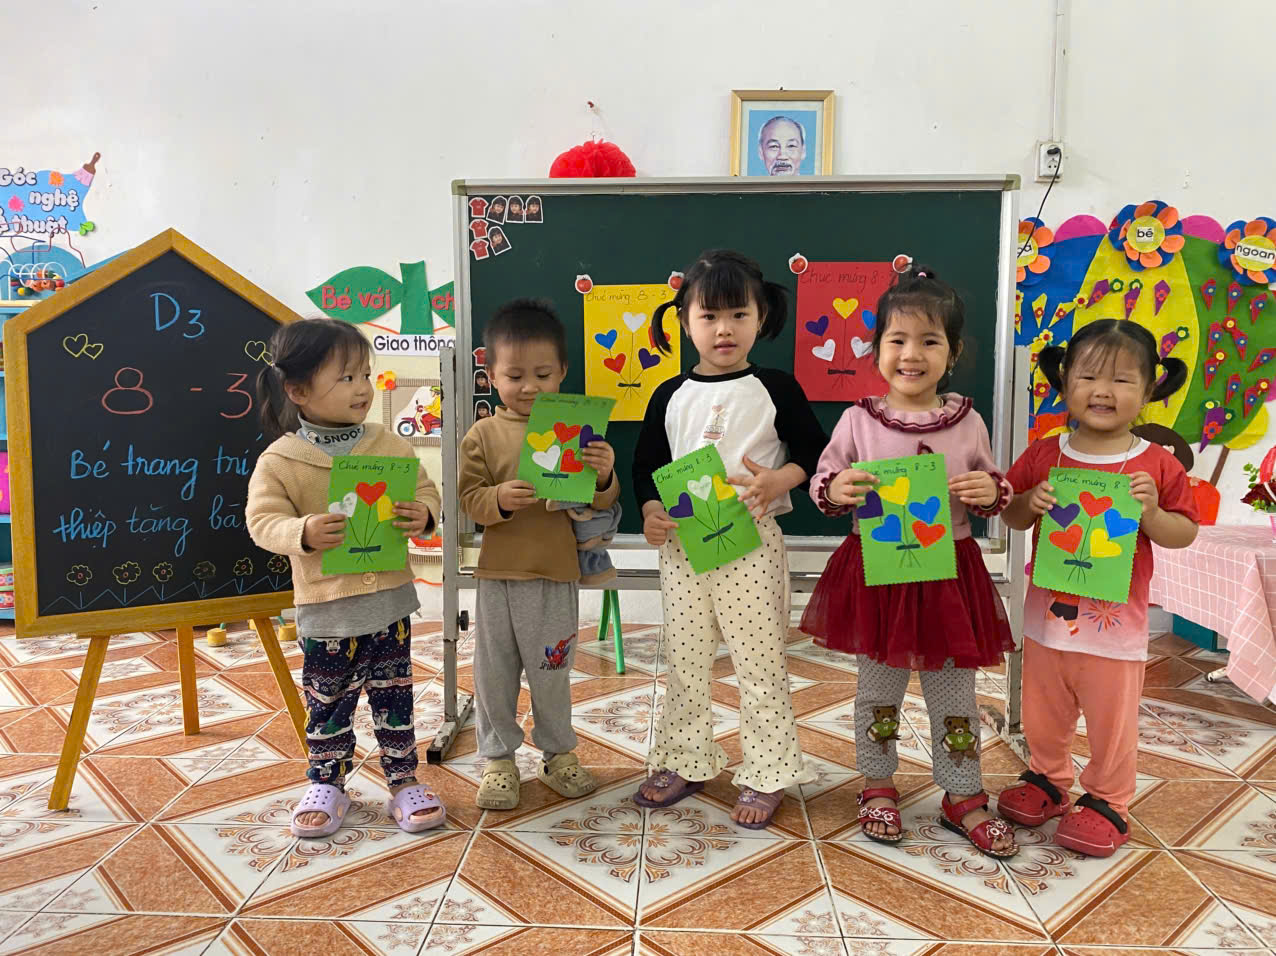 Góc
nghệ
thuật
D3
8 - 3
Bé trang trí
thiệp tặng bà
Bé với
Giao thông
Chúc mừng 8-3
Chúc mừng 8-
bé
ngoan
SNOO
Chúc mừng 8-3
Chúc mừng 8-3
Chúc mừng 8-3
Chúc mừng 8-3
Chúc mừng 8-